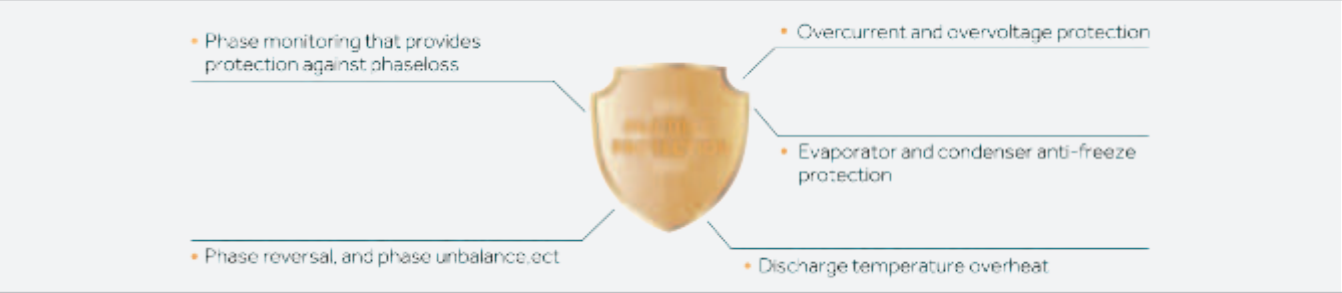 • Phase monitoring that provides
protection against phaseloss
• Overcurrent and overvoltage protection
• Evaporator and condenser anti-freeze
protection
• Phase reversal, and phase unbalance,ect
• Discharge temperature overheat